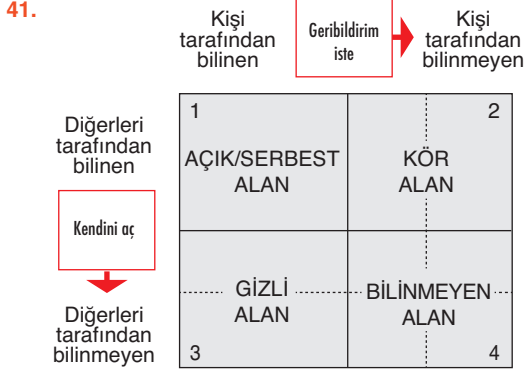 41.
Kişi
tarafından
bilinen
Geribildirim
iste
Kişi
tarafından
bilinmeyen
Diğerleri
tarafından
bilinen
Kendini aç
Diğerleri
tarafından
bilinmeyen
1
AÇIK/SERBEST
ALAN
2
KÖR
ALAN
GİZLİ
ALAN
3
BİLİNMEYEN
ALAN
4